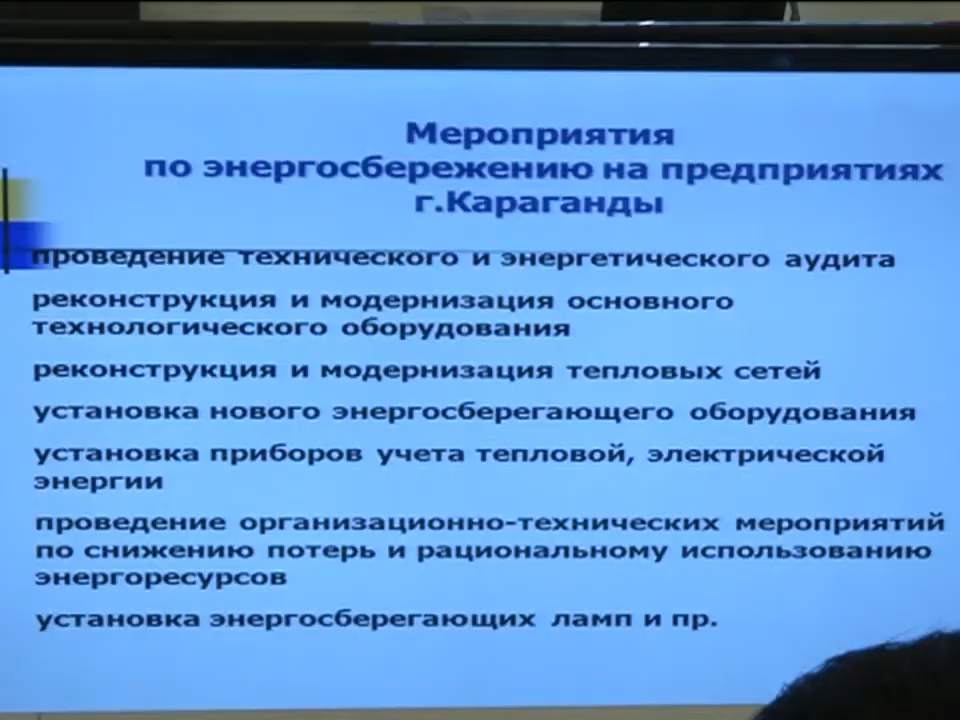 Мероприятия
по энергосбережению на предприятиях
г.Караганды
проведение технического и энергетического аудита
реконструкция и модернизация основного
технологического оборудования
реконструкция и модернизация тепловых сетей
установка нового энергосберегающего оборудования
установка приборов учета тепловой, электрической
энергии
проведение организационно-технических мероприятий
по снижению потерь и рациональному использованию
энергоресурсов
установка энергосберегающих ламп и пр.